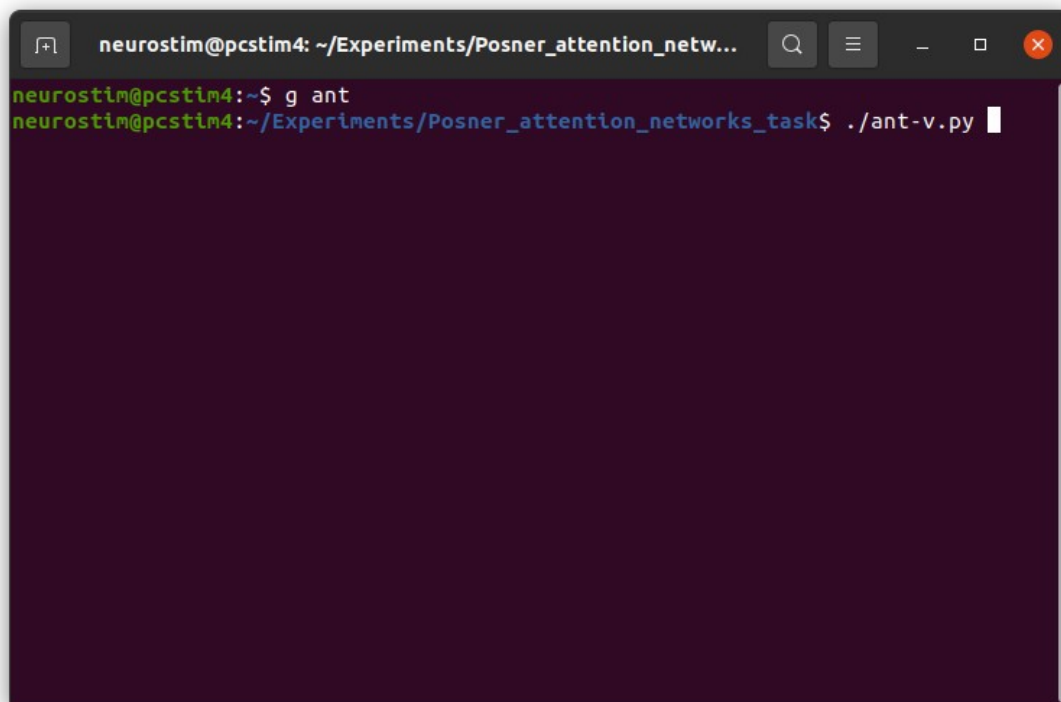 neurostim@pcstim4: ~/Experiments/Posner_attention_netw...
neurostim@pcstim4:~$ g ant
neurostim@pcstim4:~/Experiments/Posner_attention_networks_task$ ./ant-v.py